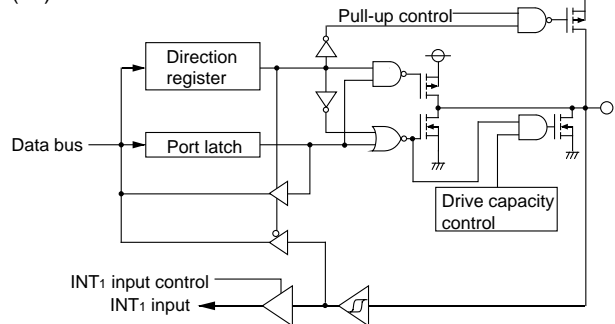 Pull-up control
Direction
register
Data bus
Port latch
Drive capacity
control
INT1 input control
INT1 input